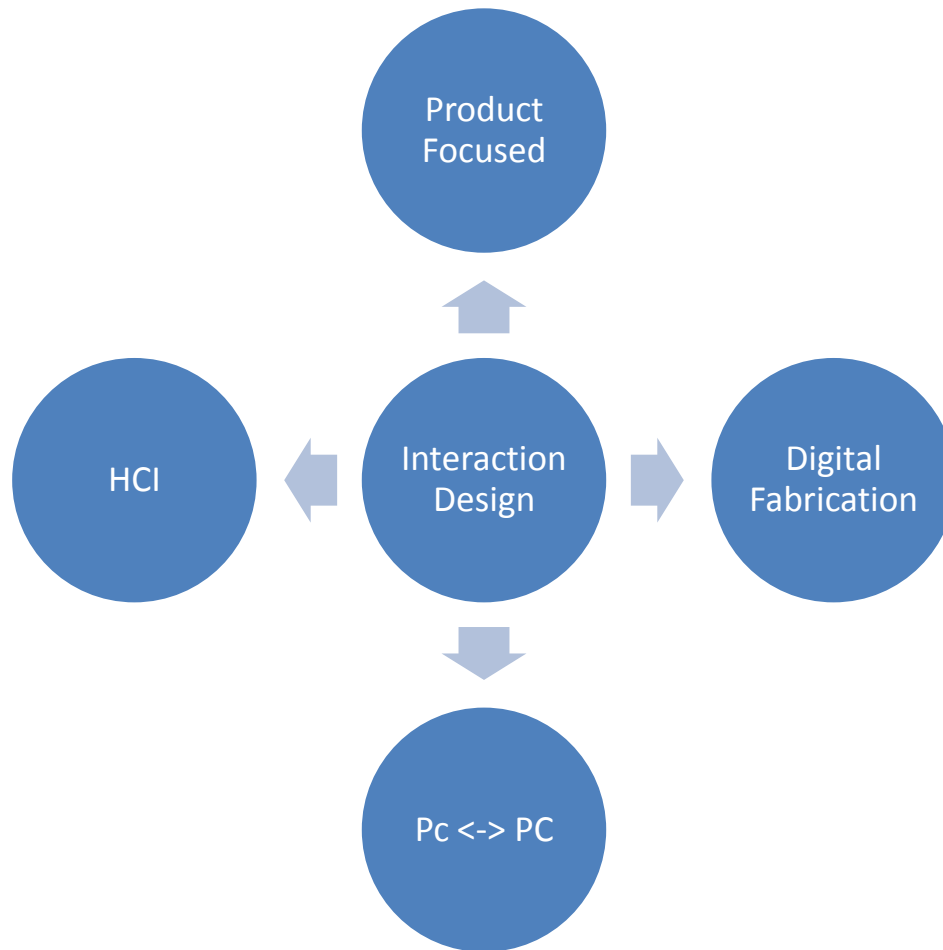 Product
Focused
HCI
Interaction
Design
Digital
Fabrication
Pc <-> PC